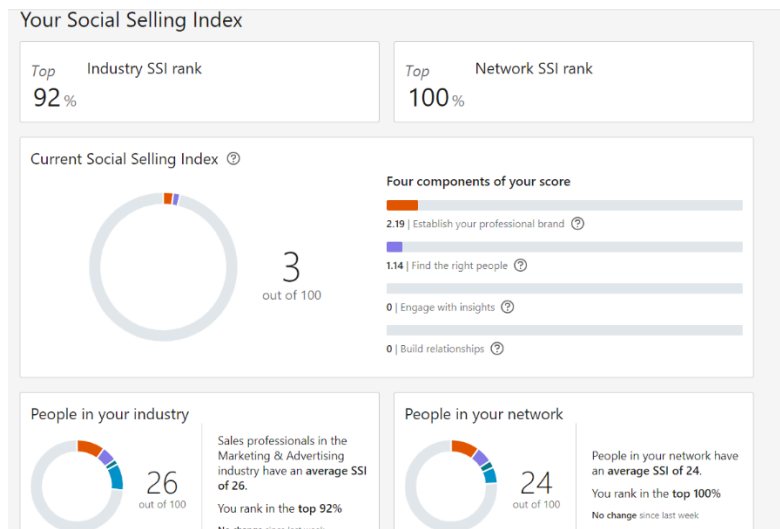 Your Social Selling Index
Top Industry SSI rank
92%
Top Network SSI rank
100%
Current Social Selling Index ?
3
out of 100
Four components of your score
2.19 | Establish your professional brand ?
1.14 | Find the right people ?
0 | Engage with insights ?
0 | Build relationships ?
People in your industry
26
out of 100
Sales professionals in the
Marketing & Advertising
industry have an average SSI
of 26.
You rank in the top 92%
No change since last week
People in your network
24
out of 100
People in your network have
an average SSI of 24.
You rank in the top 100%
No change since last week